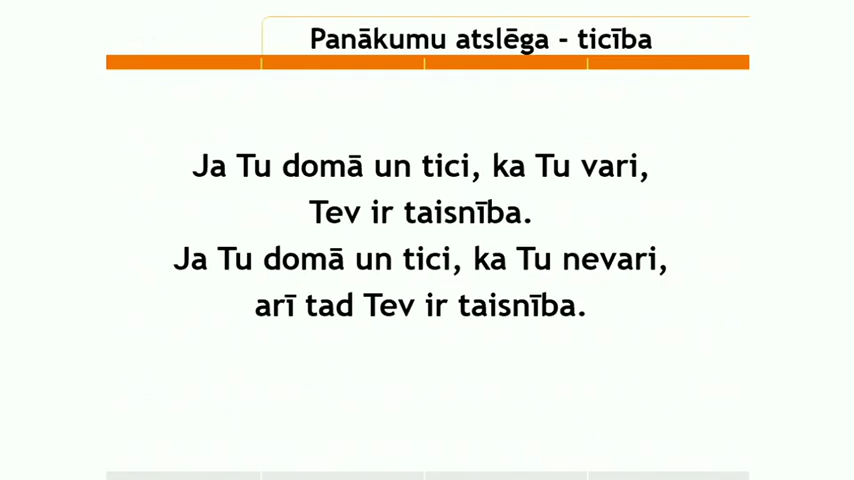 Panākumu atslēga - ticība
Ja Tu domā un tici, ka Tu vari,
Tev ir taisnība.
Ja Tu domā un tici, ka Tu nevari,
arī tad Tev ir taisnība.